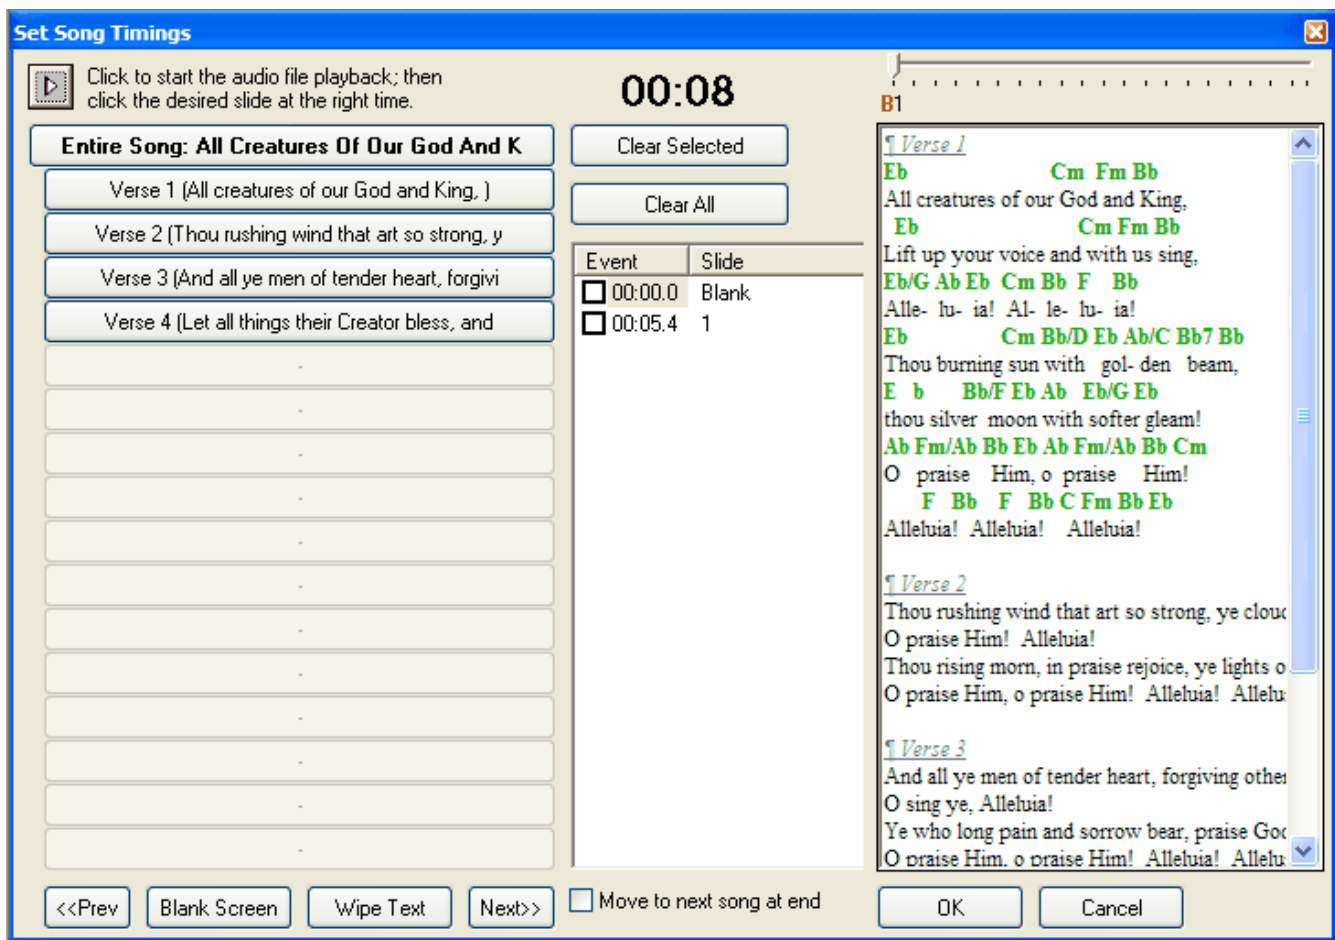 Set Song Timings
Click to start the audio file playback; then
click the desired slide at the right time.
Entire Song: All Creatures Of Our God And K
Verse 1 (All creatures of our God and King, )
Verse 2 (Thou rushing wind that art so strong, y
Verse 3 (And all ye men of tender heart, forgivi
Verse 4 (Let all things their Creator bless, and
-
-
-
-
-
-
-
-
-
-
-
-
<<Prev
Blank Screen
Wipe Text
Next>>
00:08
Clear Selected
Clear All
Event Slide
00:00.0 Blank
00:05.4 1
Move to next song at end
B1
¶ Verse 1
Eb Cm Fm Bb
All creatures of our God and King,
Eb Cm Fm Bb
Lift up your voice and with us sing,
Eb/G Ab Eb Cm Bb F Bb
Alle- lu- ia! Al- le- lu- ia!
Eb Cm Bb/D Eb Ab/C Bb7 Bb
Thou burning sun with gol- den beam,
E b Bb/F Eb Ab Eb/G Eb
thou silver moon with softer gleam!
Ab Fm/Ab Bb Eb Ab Fm/Ab Bb Cm
O praise Him, o praise Him!
F Bb F Bb C Fm Bb Eb
Alleluia! Alleluia! Alleluia!
¶ Verse 2
Thou rushing wind that art so strong, ye clou
O praise Him! Alleluia!
Thou rising morn, in praise rejoice, ye lights o
O praise Him, o praise Him! Alleluia! Allelu
¶ Verse 3
And all ye men of tender heart, forgiving other
O sing ye, Alleluia!
Ye who long pain and sorrow bear, praise God
O praise Him, o praise Him! Alleluia! Allelu
OK
Cancel